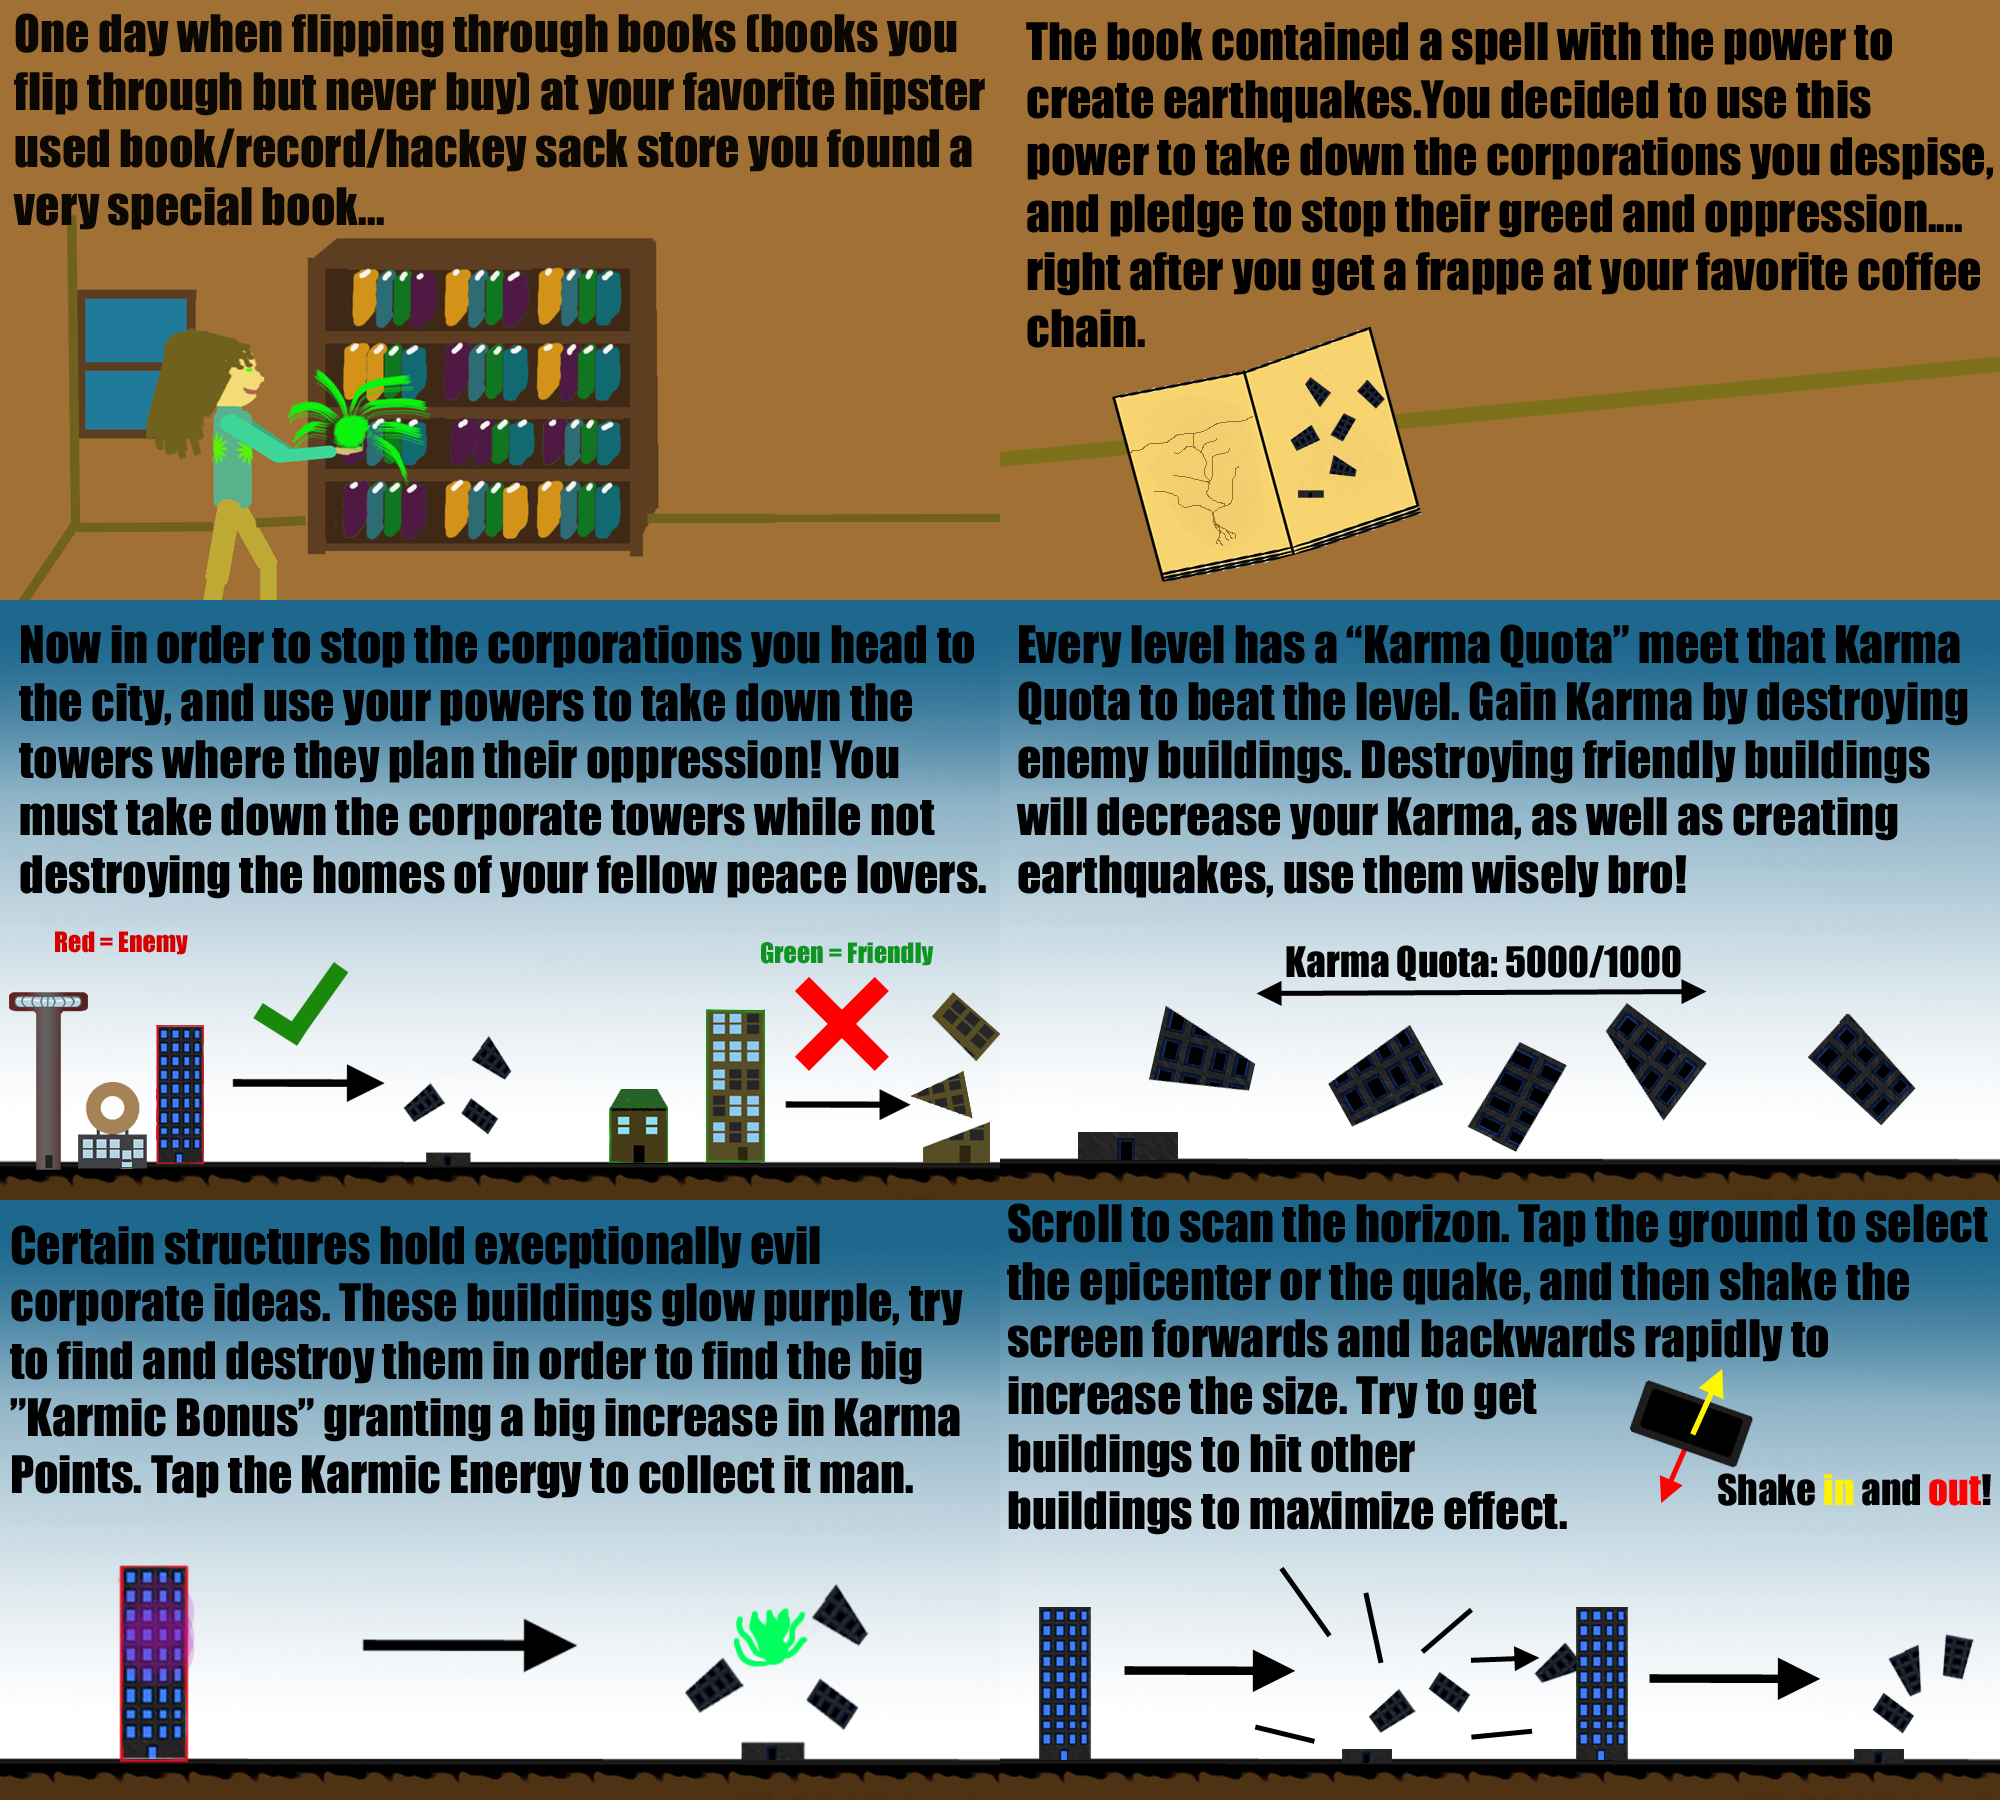 One day when flipping through books (books you
flip through but never buy) at your favorite hipster
used book/record/hackey sack store you found a
very special book...
The book contained a spell with the power to
create earthquakes.You decided to use this
power to take down the corporations you despise,
and pledge to stop their greed and oppression....
right after you get a frappe at your favorite coffee
chain.
Now in order to stop the corporations you head to
the city, and use your powers to take down the
towers where they plan their oppression! You
must take down the corporate towers while not
destroying the homes of your fellow peace lovers.
Red = Enemy
Green = Friendly
Every level has a “Karma Quota” meet that Karma
Quota to beat the level. Gain Karma by destroying
enemy buildings. Destroying friendly buildings
will decrease your Karma, as well as creating
earthquakes, use them wisely bro!
Karma Quota: 5000/1000
Certain structures hold execptionally evil
corporate ideas. These buildings glow purple, try
to find and destroy them in order to find the big
”Karmic Bonus” granting a big increase in Karma
Points. Tap the Karmic Energy to collect it man.
Scroll to scan the horizon. Tap the ground to select
the epicenter or the quake, and then shake the
screen forwards and backwards rapidly to
increase the size. Try to get
buildings to hit other
buildings to maximize effect.
Shake in and out!